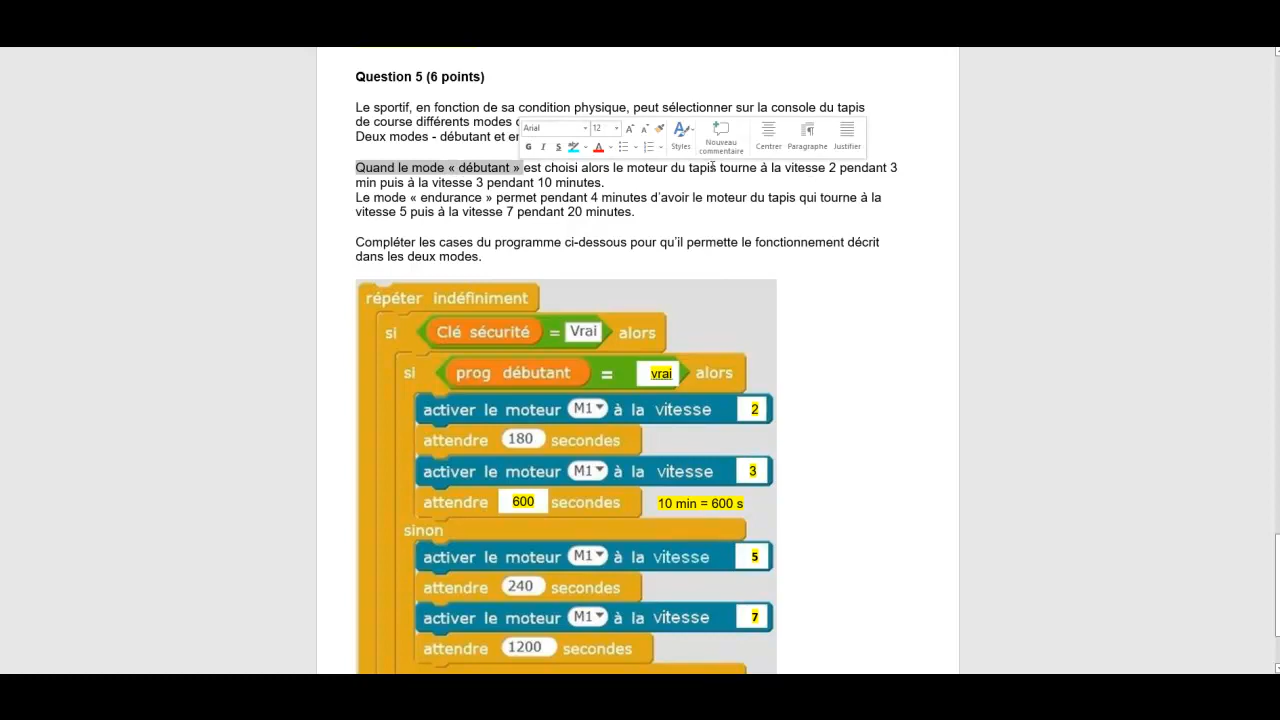 Question 5 (6 points)
Le sportif, en fonction de sa condition physique, peut sélectionner sur la console du tapis
de course différents modes
Deux modes - débutant et
Arial 12
Nouveau
commentaire
G I S A Styles Centrer Paragraphe Justifier
Quand le mode « débutant » est choisi alors le moteur du tapis tourne à la vitesse 2 pendant 3
min puis à la vitesse 3 pendant 10 minutes.
Le mode « endurance » permet pendant 4 minutes d’avoir le moteur du tapis qui tourne à la
vitesse 5 puis à la vitesse 7 pendant 20 minutes.
Compléter les cases du programme ci-dessous pour qu’il permette le fonctionnement décrit
dans les deux modes.
répéter indéfiniment
si Clé sécurité = Vrai alors
si prog débutant = vrai alors
activer le moteur M1 à la vitesse 2
attendre 180 secondes
activer le moteur M1 à la vitesse 3
attendre 600 secondes 10 min = 600 s
sinon
activer le moteur M1 à la vitesse 5
attendre 240 secondes
activer le moteur M1 à la vitesse 7
attendre 1200 secondes